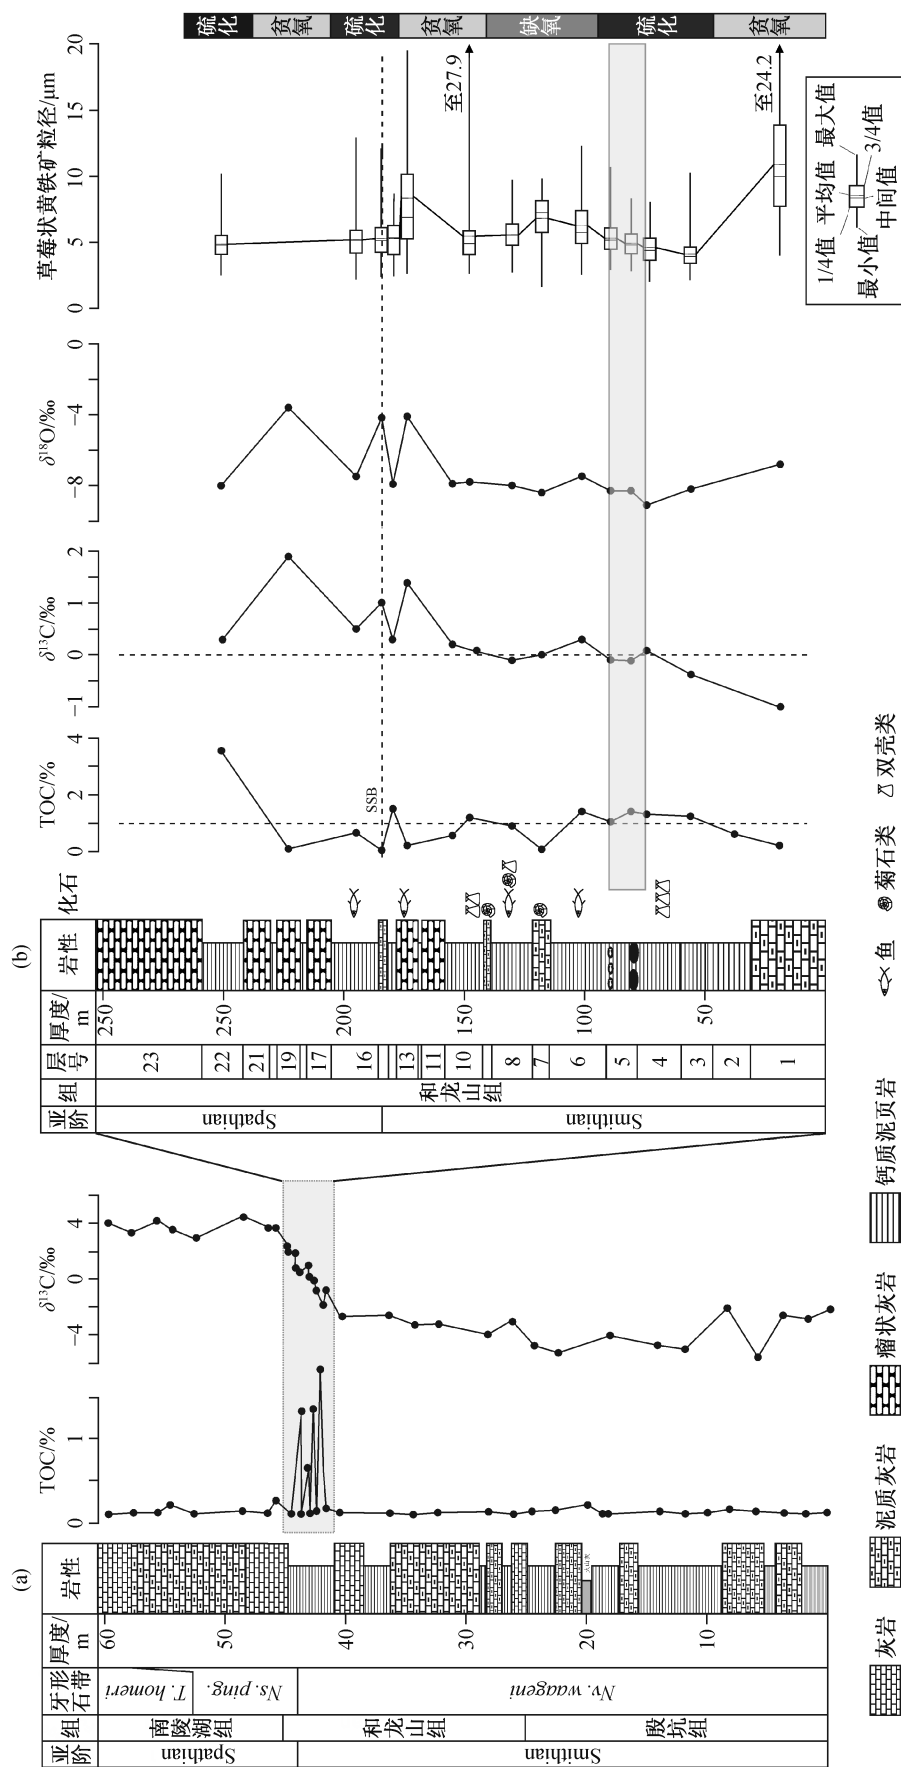 (a)
亚阶
组
牙形石带
厚度/m
岩性
TOC/%
δ¹³C/‰
Spathian
Smithian
南陵湖组
和龙山组
殷坑组
T. homeri
Ns. ping.
Nv. waageni
60
50
40
30
20
10
0
1
−4
0
4
(b)
亚阶
组
层号
厚度/m
岩性
化石
TOC/%
δ¹³C/‰
δ¹⁸O/‰
草莓状黄铁矿粒径/μm
Spathian
Smithian
和龙山组
23
22
21
19
17
16
13
11
10
8
7
6
5
4
3
2
1
250
250
200
150
100
50
0
2
4
−1
0
1
2
−8
−4
0
0
5
10
15
20
SSB
至27.9
至24.2
硫化
贫氧
硫化
贫氧
缺氧
硫化
贫氧
1/4值
平均值
最大值
最小值
中间值
3/4值
灰岩
泥质灰岩
瘤状灰岩
钙质泥页岩
鱼
菊石类
双壳类